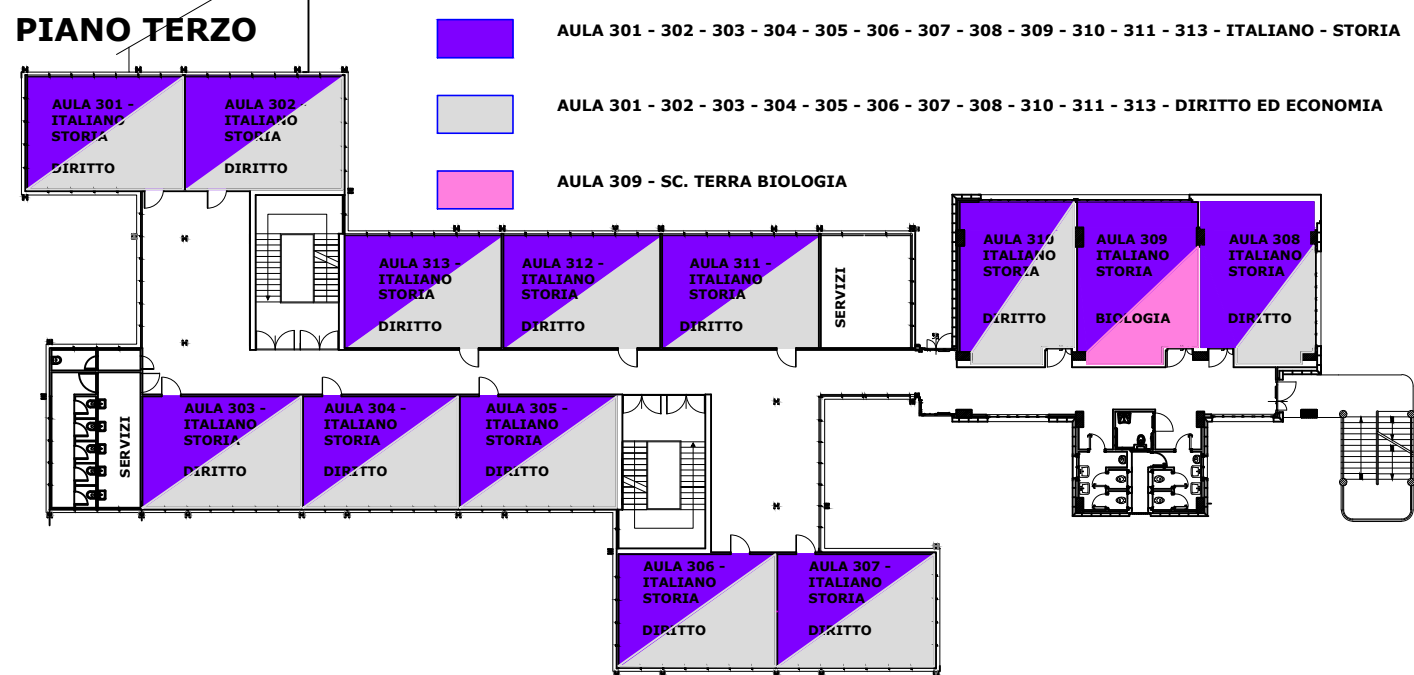 PIANO TERZO
AULA 301 - 302 - 303 - 304 - 305 - 306 - 307 - 308 - 309 - 310 - 311 - 313 - ITALIANO - STORIA
AULA 301 - 302 - 303 - 304 - 305 - 306 - 307 - 308 - 310 - 311 - 313 - DIRITTO ED ECONOMIA
AULA 309 - SC. TERRA BIOLOGIA
AULA 301 -
ITALIANO
STORIA
DIRITTO
AULA 302 -
ITALIANO
STORIA
DIRITTO
AULA 313 -
ITALIANO
STORIA
DIRITTO
AULA 312 -
ITALIANO
STORIA
DIRITTO
AULA 311 -
ITALIANO
STORIA
DIRITTO
SERVIZI
AULA 310
ITALIANO
STORIA
DIRITTO
AULA 309
ITALIANO
STORIA
BIOLOGIA
AULA 308
ITALIANO
STORIA
DIRITTO
SERVIZI
AULA 303 -
ITALIANO
STORIA
DIRITTO
AULA 304 -
ITALIANO
STORIA
DIRITTO
AULA 305 -
ITALIANO
STORIA
DIRITTO
AULA 306 -
ITALIANO
STORIA
DIRITTO
AULA 307 -
ITALIANO
STORIA
DIRITTO